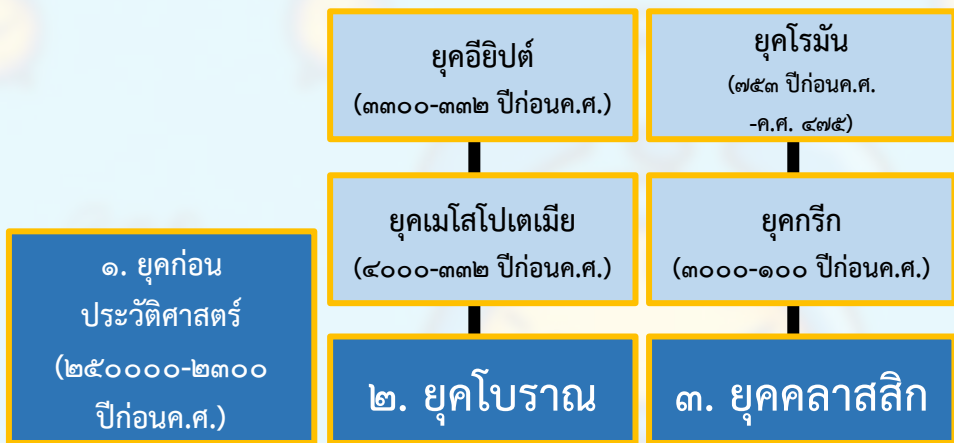 ๑. ยุคก่อน
ประวัติศาสตร์
(๒๕๐๐๐๐-๒๓๐๐
ปีก่อนค.ศ.)
ยุคอียิปต์
(๓๓๐๐-๓๓๒ ปีก่อนค.ศ.)
ยุคเมโสโปเตเมีย
(๔๐๐๐-๓๓๒ ปีก่อนค.ศ.)
๒. ยุคโบราณ
ยุคโรมัน
(๗๕๓ ปีก่อนค.ศ.
-ค.ศ. ๔๗๕)
ยุคกรีก
(๓๐๐๐-๑๐๐ ปีก่อนค.ศ.)
๓. ยุคคลาสสิก